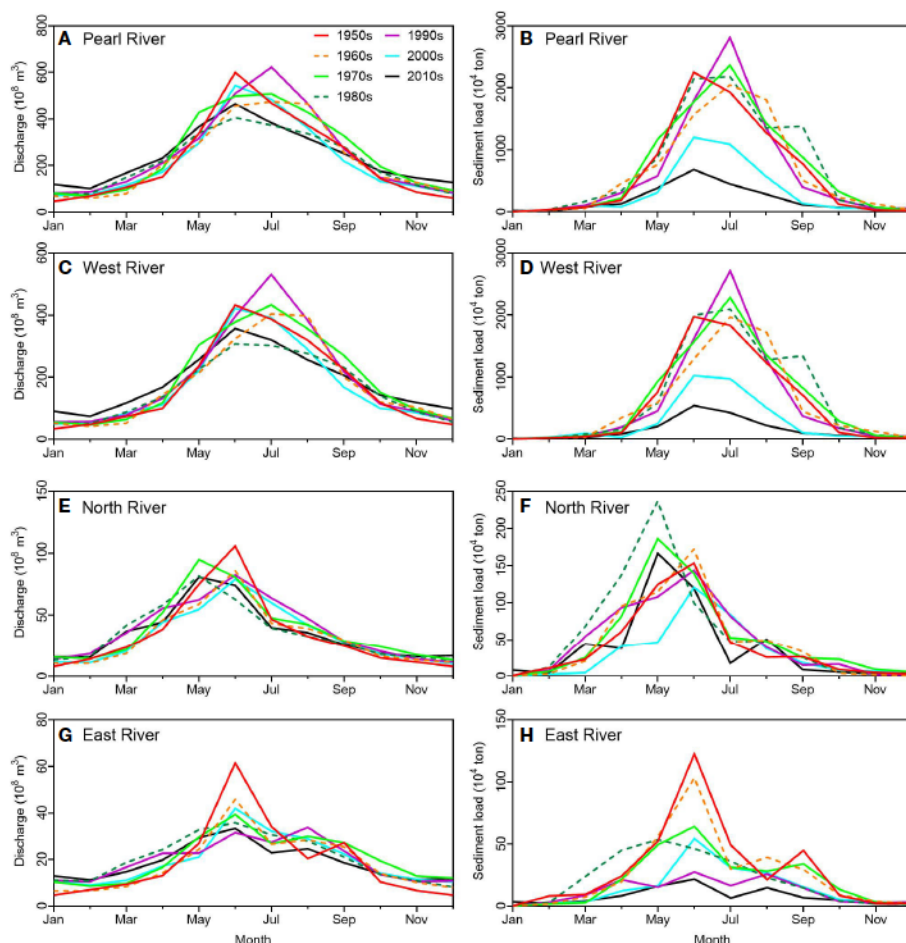 A Pearl River
1950s
1960s
1970s
1980s
1990s
2000s
2010s
Discharge (10⁸ m³)
800
600
400
200
0
Jan Mar May Jul Sep Nov
B Pearl River
Sediment load (10⁴ ton)
3000
2000
1000
0
Jan Mar May Jul Sep Nov
C West River
Discharge (10⁸ m³)
600
400
200
0
Jan Mar May Jul Sep Nov
D West River
Sediment load (10⁴ ton)
3000
2000
1000
0
Jan Mar May Jul Sep Nov
E North River
Discharge (10⁸ m³)
150
100
50
0
Jan Mar May Jul Sep Nov
F North River
Sediment load (10⁴ ton)
250
200
150
100
50
0
Jan Mar May Jul Sep Nov
G East River
Discharge (10⁸ m³)
80
60
40
20
0
Jan Mar May Jul Sep Nov
Month
H East River
Sediment load (10⁴ ton)
150
100
50
0
Jan Mar May Jul Sep Nov
Month